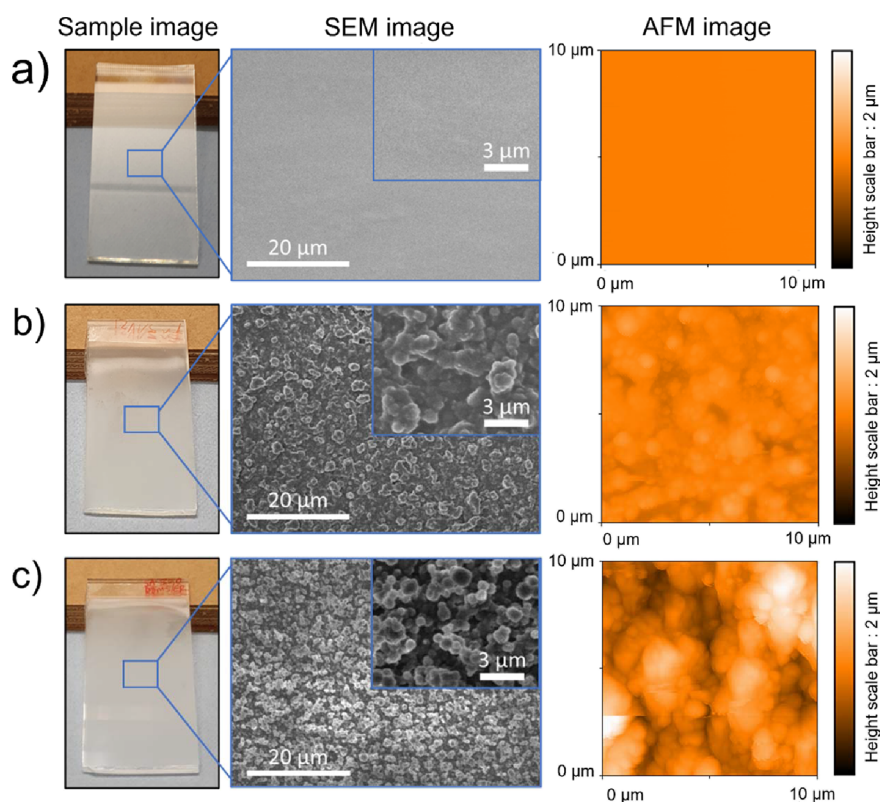 Sample image SEM image AFM image
a)
3 µm
20 µm
10 µm
0 µm
0 µm 10 µm
Height scale bar : 2 µm
b)
3 µm
20 µm
10 µm
0 µm
0 µm 10 µm
Height scale bar : 2 µm
c)
3 µm
20 µm
10 µm
0 µm
0 µm 10 µm
Height scale bar : 2 µm